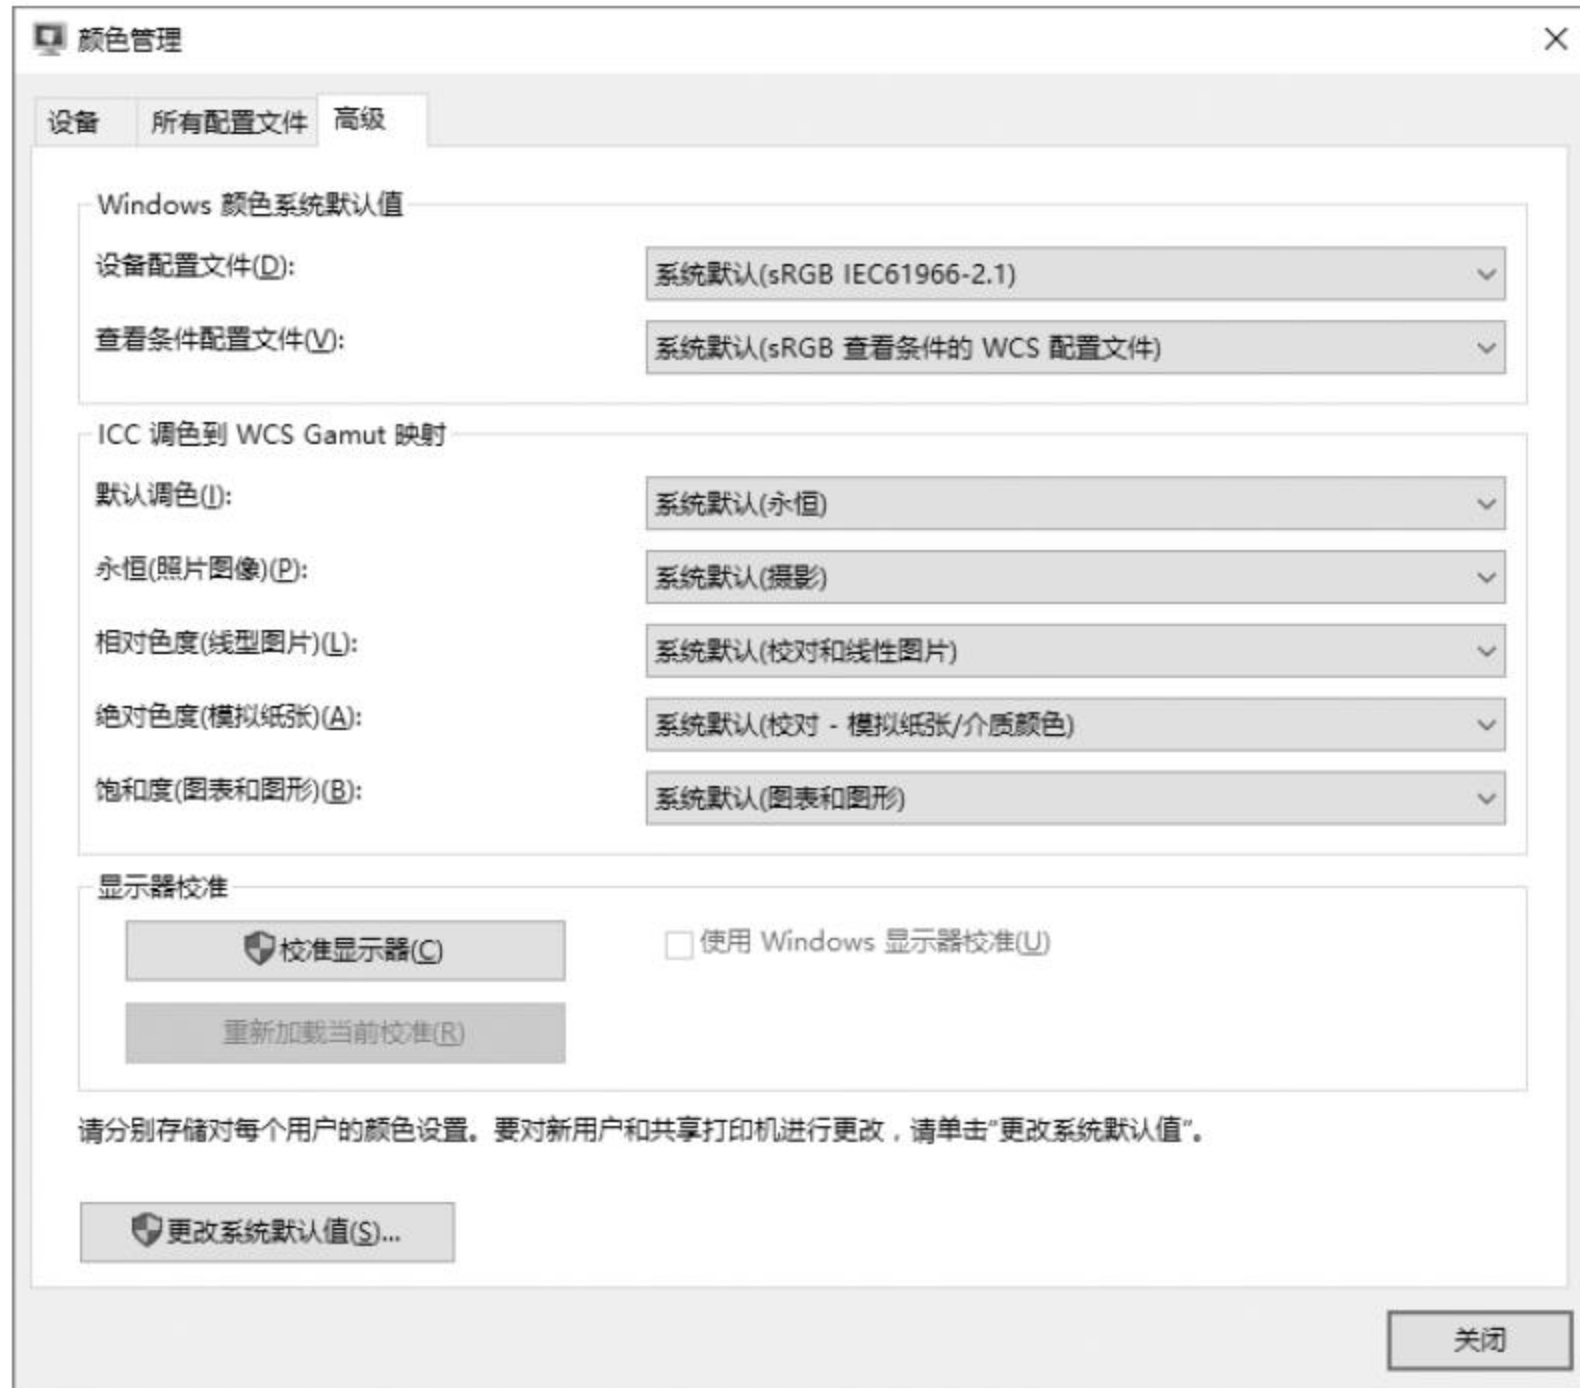 颜色管理
设备 所有配置文件 高级
Windows 颜色系统默认值
设备配置文件(D): 系统默认(sRGB IEC61966-2.1)
查看条件配置文件(V): 系统默认(sRGB 查看条件的 WCS 配置文件)
ICC 调色到 WCS Gamut 映射
默认调色(I): 系统默认(永恒)
永恒(照片图像)(P): 系统默认(摄影)
相对色度(线型图片)(L): 系统默认(校对和线性图片)
绝对色度(模拟纸张)(A): 系统默认(校对 - 模拟纸张/介质颜色)
饱和度(图表和图形)(B): 系统默认(图表和图形)
显示器校准
校准显示器(C) 使用 Windows 显示器校准(U)
重新加载当前校准(R)
请分别存储对每个用户的颜色设置。要对新用户和共享打印机进行更改，请单击"更改系统默认值"。
更改系统默认值(S)...
关闭